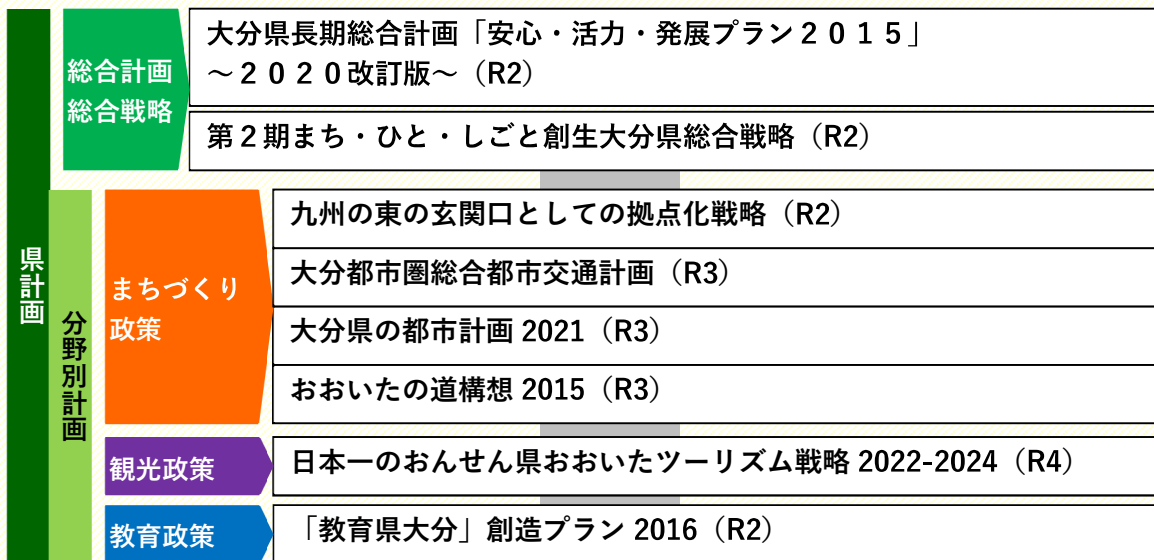 県計画
総合計画
総合戦略
大分県長期総合計画「安心・活力・発展プラン２０１５」
～２０２０改訂版～（R2）
第２期まち・ひと・しごと創生大分県総合戦略（R2）
分野別計画
まちづくり
政策
九州の東の玄関口としての拠点化戦略（R2）
大分都市圏総合都市交通計画（R3）
大分県の都市計画 2021（R3）
おおいたの道構想 2015（R3）
観光政策
日本一のおんせん県おおいたツーリズム戦略 2022-2024（R4）
教育政策
「教育県大分」創造プラン 2016（R2）